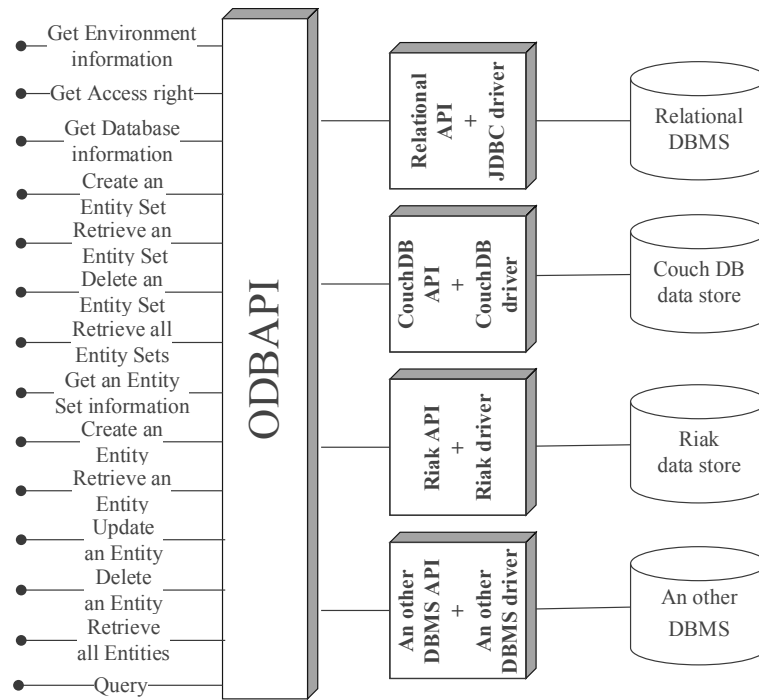 Get Environment
information
Get Access right
Get Database
information
Create an
Entity Set
Retrieve an
Entity Set
Delete an
Entity Set
Retrieve all
Entity Sets
Get an Entity
Set information
Create an
Entity
Retrieve an
Entity
Update
an Entity
Delete
an Entity
Retrieve
all Entities
Query
ODBAPI
Relational
API
+
JDBC driver
Relational
DBMS
CouchDB
API
+
CouchDB
driver
Couch DB
data store
Riak API
+
Riak driver
Riak
data store
An other
DBMS API
+
An other
DBMS driver
An other
DBMS